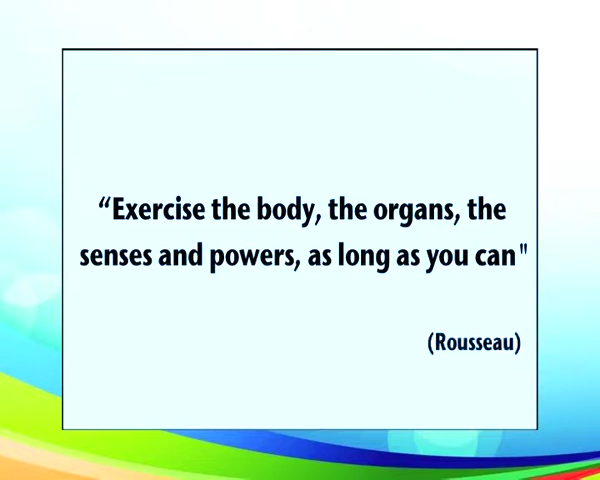 “Exercise the body, the organs, the
senses and powers, as long as you can"
(Rousseau)